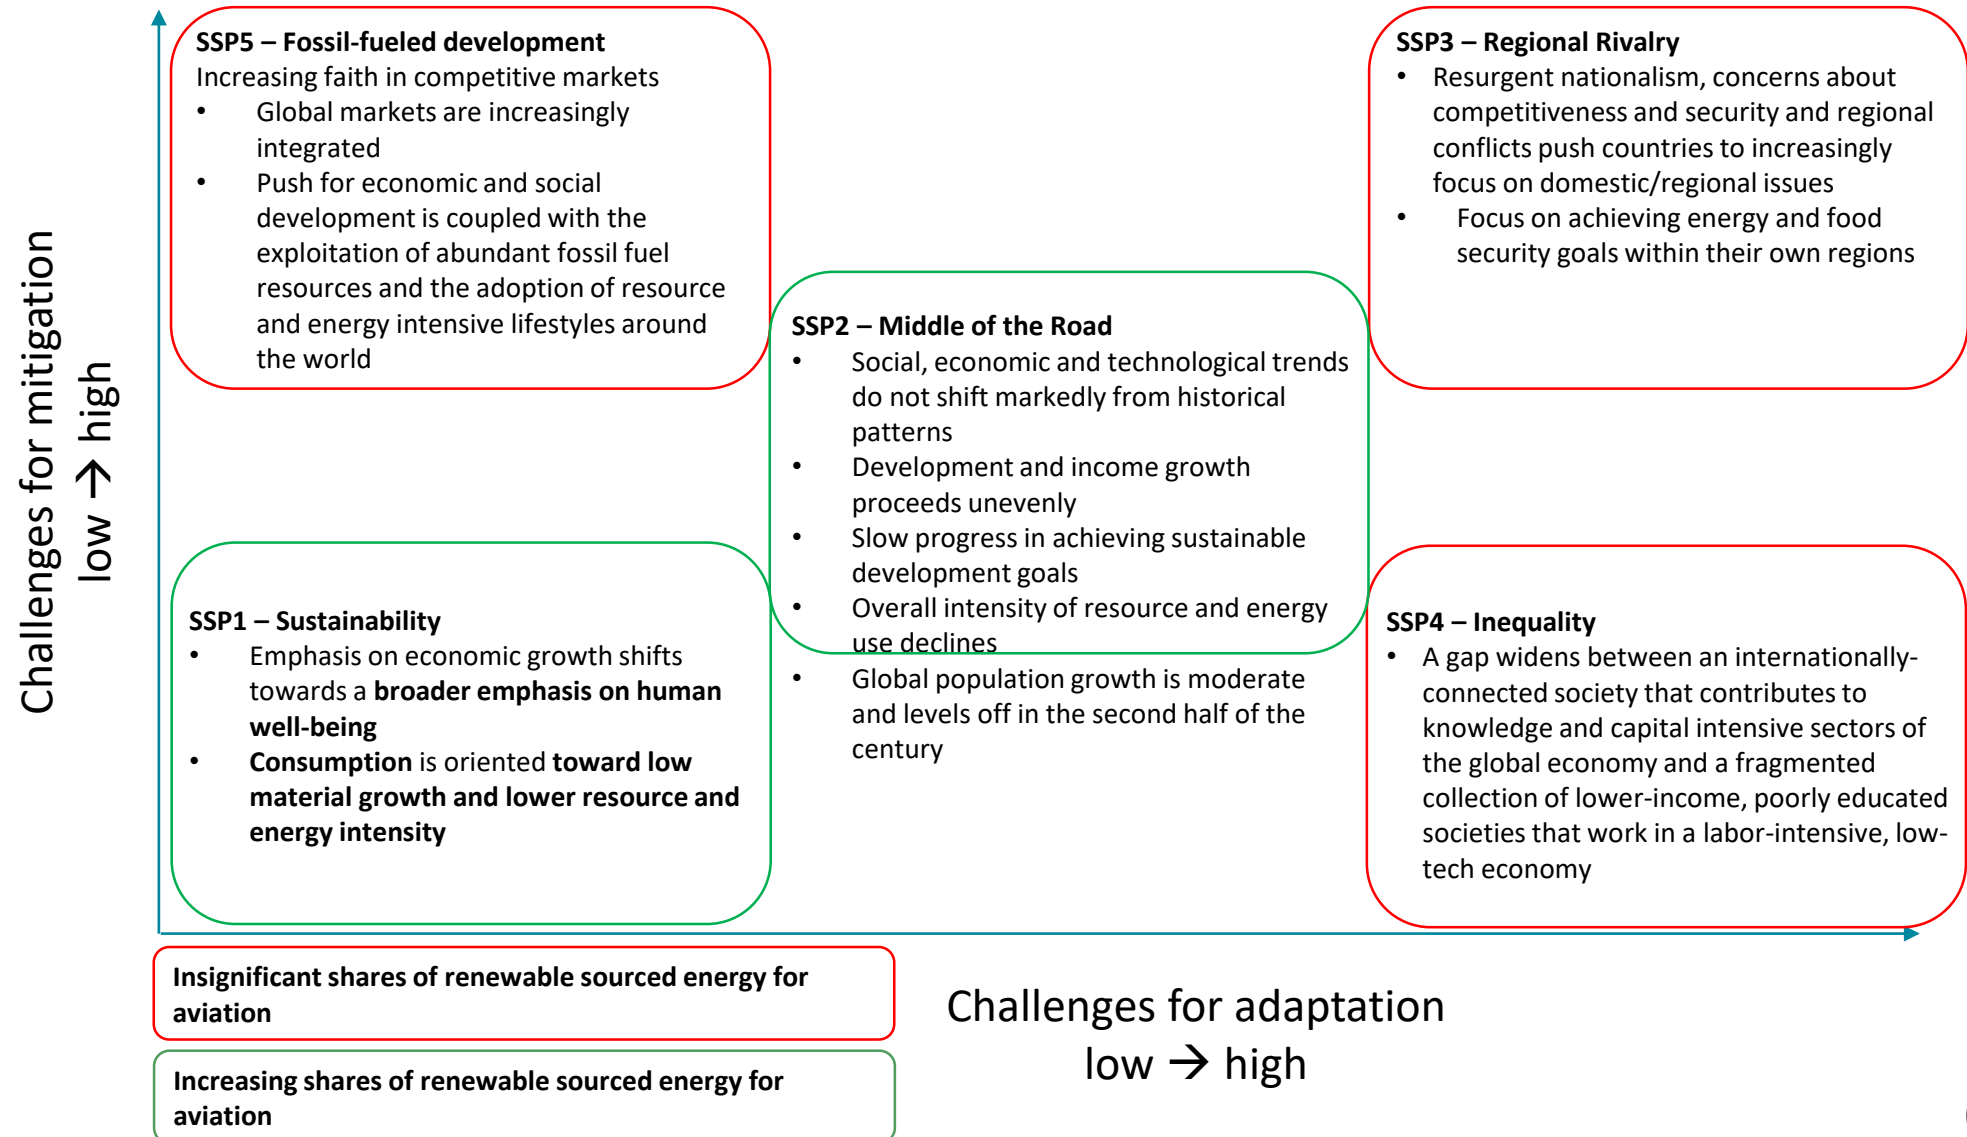 Challenges for mitigation
low → high
SSP5 – Fossil-fueled development
Increasing faith in competitive markets
• Global markets are increasingly
integrated
• Push for economic and social
development is coupled with the
exploitation of abundant fossil fuel
resources and the adoption of resource
and energy intensive lifestyles around
the world
SSP3 – Regional Rivalry
• Resurgent nationalism, concerns about
competitiveness and security and regional
conflicts push countries to increasingly
focus on domestic/regional issues
• Focus on achieving energy and food
security goals within their own regions
SSP2 – Middle of the Road
• Social, economic and technological trends
do not shift markedly from historical
patterns
• Development and income growth
proceeds unevenly
• Slow progress in achieving sustainable
development goals
• Overall intensity of resource and energy
use declines
• Global population growth is moderate
and levels off in the second half of the
century
SSP1 – Sustainability
• Emphasis on economic growth shifts
towards a broader emphasis on human
well-being
• Consumption is oriented toward low
material growth and lower resource and
energy intensity
SSP4 – Inequality
• A gap widens between an internationally-
connected society that contributes to
knowledge and capital intensive sectors of
the global economy and a fragmented
collection of lower-income, poorly educated
societies that work in a labor-intensive, low-
tech economy
Insignificant shares of renewable sourced energy for
aviation
Increasing shares of renewable sourced energy for
aviation
Challenges for adaptation
low → high